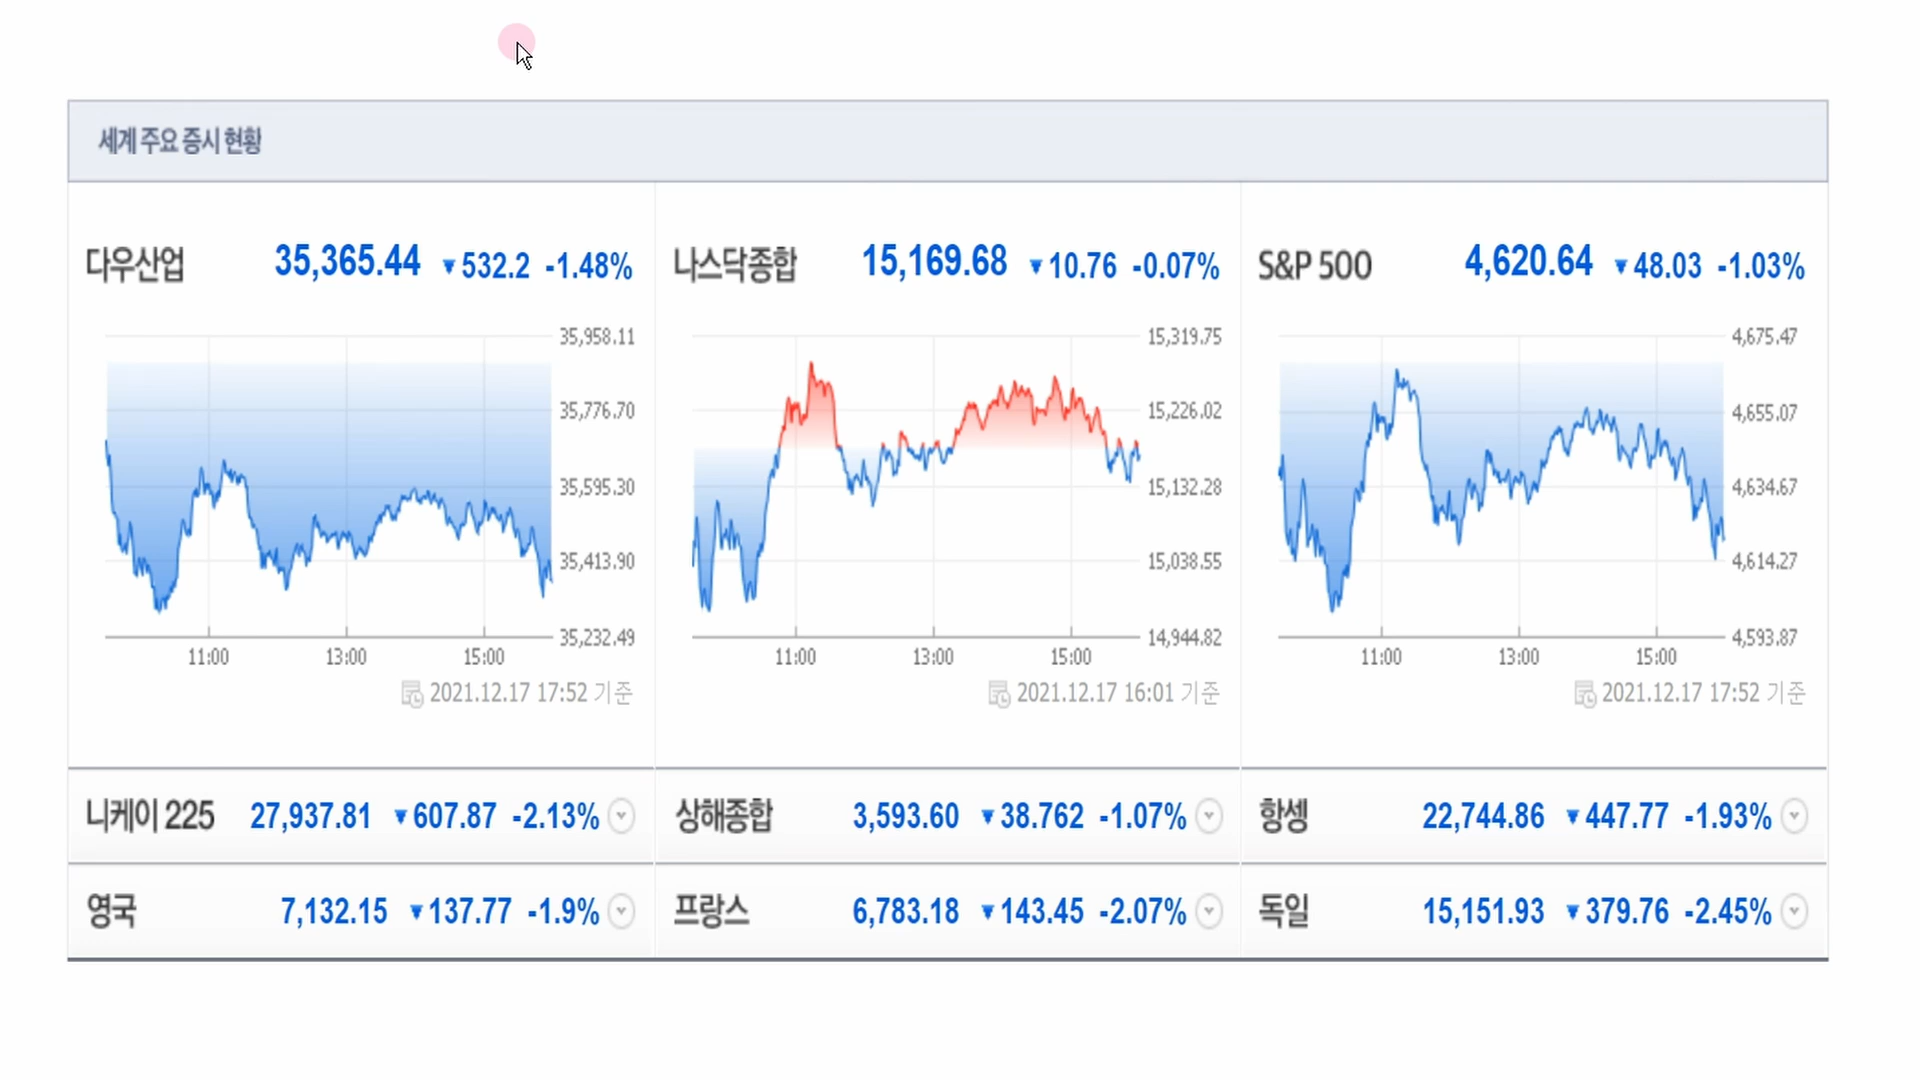 세계 주요 증시 현황
다우산업 35,365.44 ▼532.2 -1.48%
35,958.11
35,776.70
35,595.30
35,413.90
35,232.49
11:00 13:00 15:00
2021.12.17 17:52 기준
나스닥종합 15,169.68 ▼10.76 -0.07%
15,319.75
15,226.02
15,132.28
15,038.55
14,944.82
11:00 13:00 15:00
2021.12.17 16:01 기준
S&P 500 4,620.64 ▼48.03 -1.03%
4,675.47
4,655.07
4,634.67
4,614.27
4,593.87
11:00 13:00 15:00
2021.12.17 17:52 기준
니케이 225 27,937.81 ▼607.87 -2.13%
상해종합 3,593.60 ▼38.762 -1.07%
항셍 22,744.86 ▼447.77 -1.93%
영국 7,132.15 ▼137.77 -1.9%
프랑스 6,783.18 ▼143.45 -2.07%
독일 15,151.93 ▼379.76 -2.45%